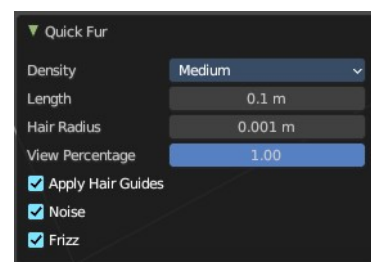 Quick Fur
Density Medium
Length 0.1 m
Hair Radius 0.001 m
View Percentage 1.00
Apply Hair Guides
Noise
Frizz